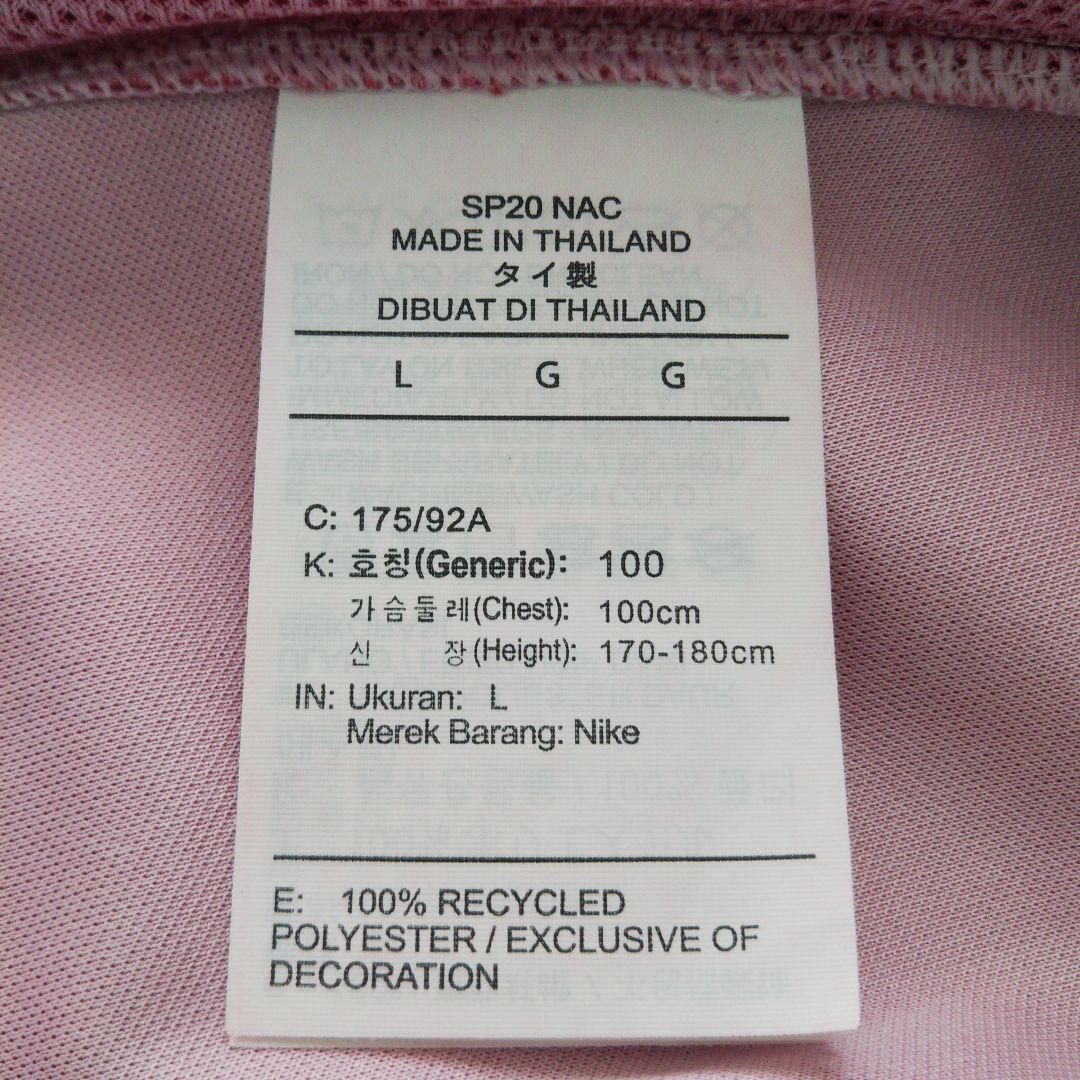 SP20 NAC
MADE IN THAILAND
タイ製
DIBUAT DI THAILAND
L G G
C: 175/92A
K: 호칭(Generic): 100
가슴둘레(Chest): 100cm
신 장(Height): 170-180cm
IN: Ukuran: L
Merek Barang: Nike
E: 100% RECYCLED
POLYESTER / EXCLUSIVE OF
DECORATION